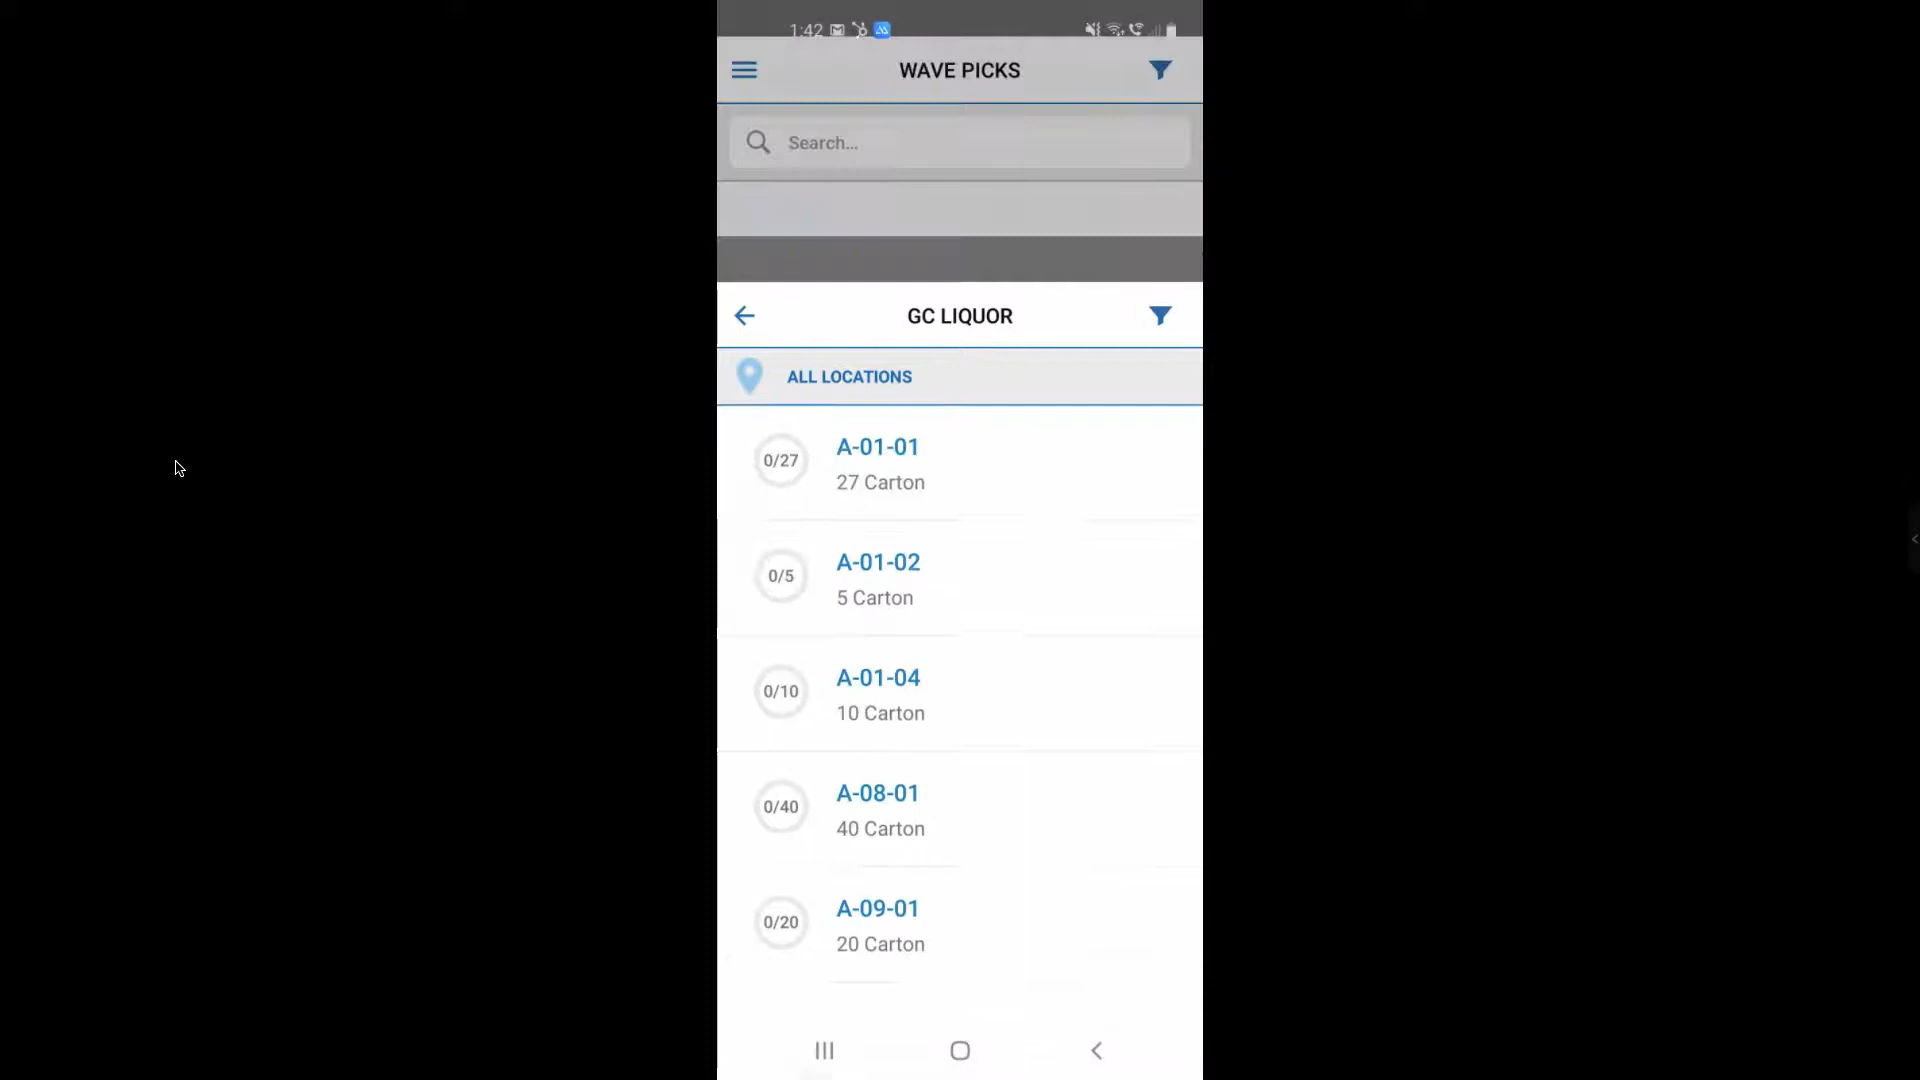 1:42
WAVE PICKS
Search...
GC LIQUOR
ALL LOCATIONS
0/27
A-01-01
27 Carton
0/5
A-01-02
5 Carton
0/10
A-01-04
10 Carton
0/40
A-08-01
40 Carton
0/20
A-09-01
20 Carton